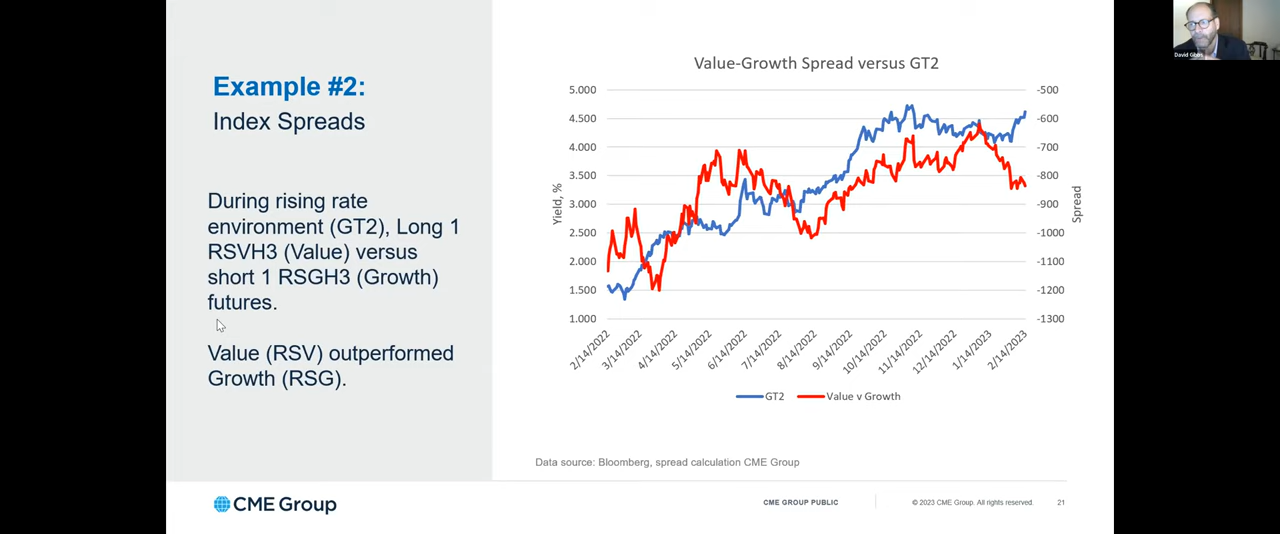 Example #2:
Index Spreads
During rising rate
environment (GT2), Long 1
RSVH3 (Value) versus
short 1 RSGH3 (Growth)
futures.
Value (RSV) outperformed
Growth (RSG).
Value-Growth Spread versus GT2
5.000
4.500
4.000
3.500
3.000
2.500
2.000
1.500
1.000
Yield, %
-500
-600
-700
-800
-900
-1000
-1100
-1200
-1300
Spread
2/14/2022
3/14/2022
4/14/2022
5/14/2022
6/14/2022
7/14/2022
8/14/2022
9/14/2022
10/14/2022
11/14/2022
12/14/2022
1/14/2023
2/14/2023
GT2
Value v Growth
Data source: Bloomberg, spread calculation CME Group
CME Group
CME GROUP PUBLIC
© 2023 CME Group. All rights reserved.
21